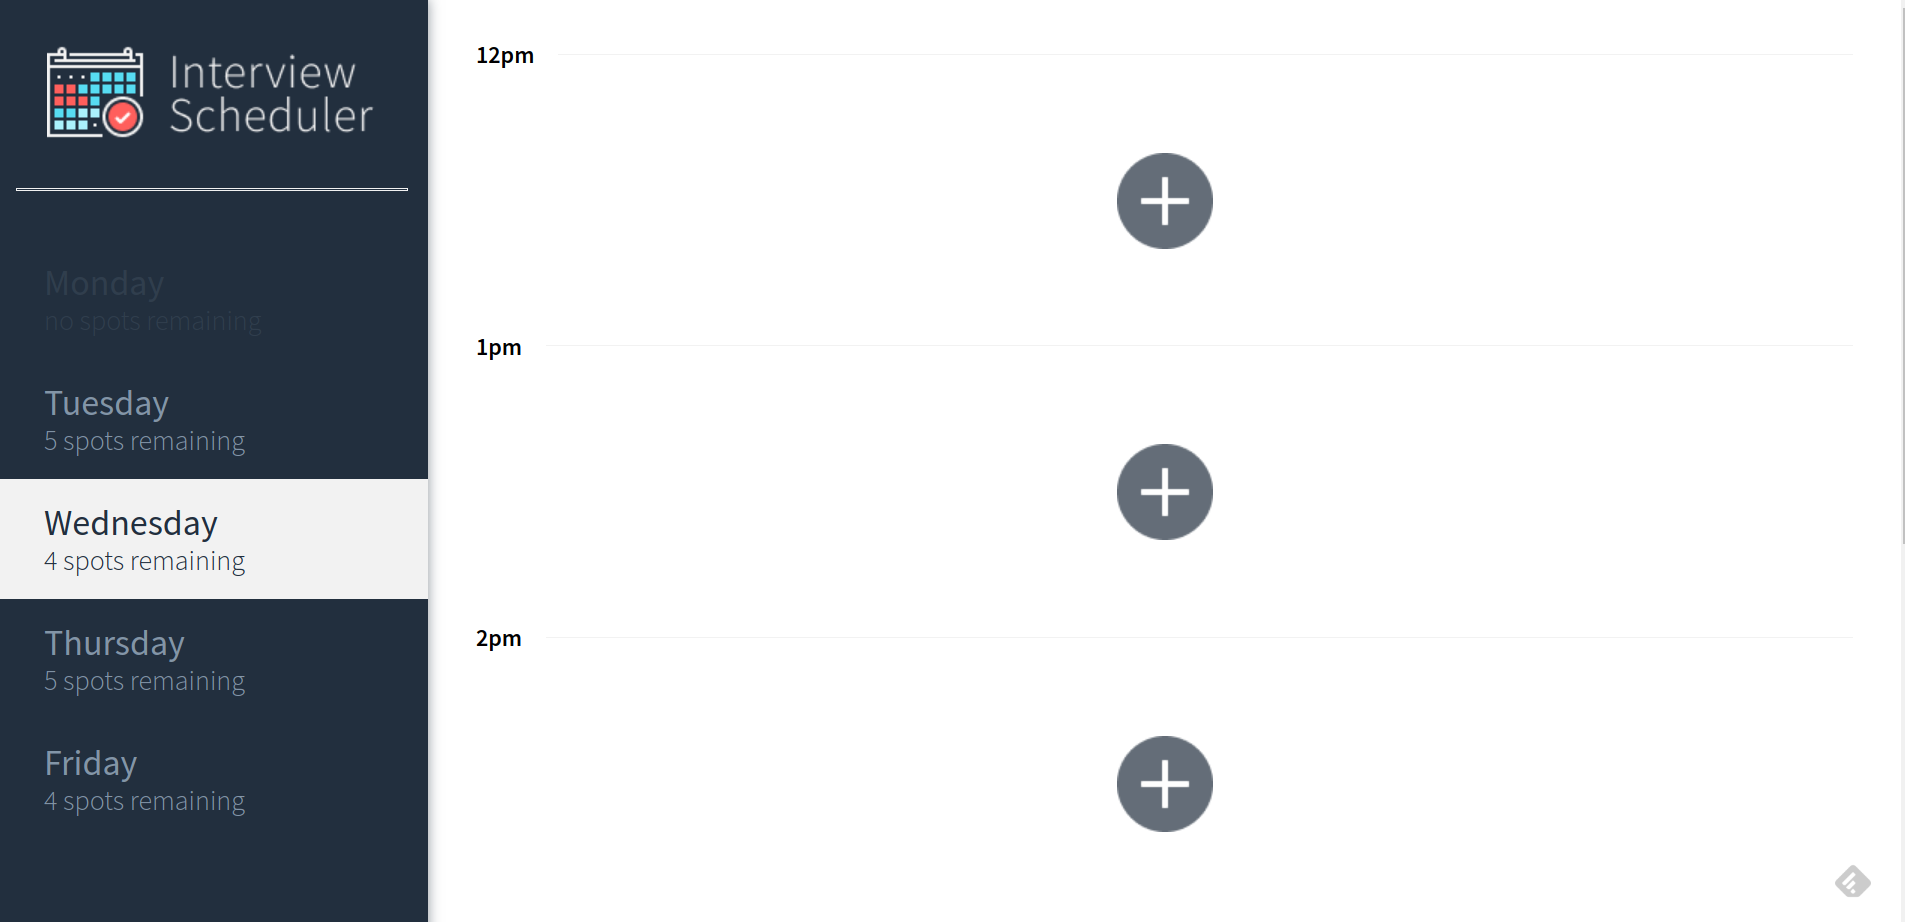 Interview
Scheduler
Monday
no spots remaining
Tuesday
5 spots remaining
Wednesday
4 spots remaining
Thursday
5 spots remaining
Friday
4 spots remaining
12pm
1pm
2pm